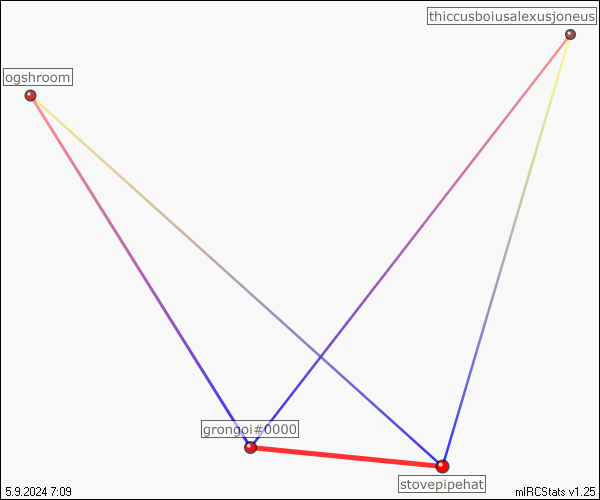 thiccusboiusalexusjoneus
ogshroom
grongoi#0000
stovepipehat
5.9.2024 7:09
mIRCStats v1.25